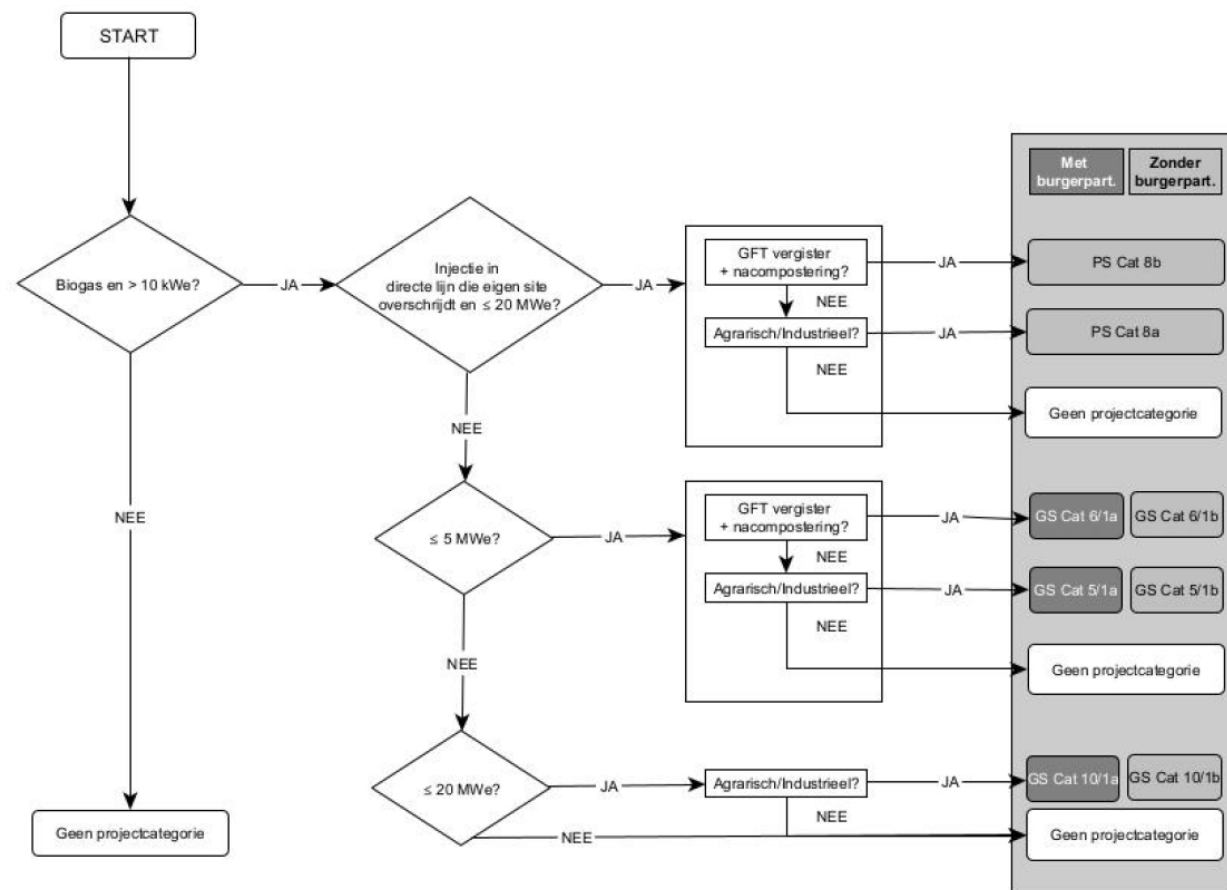 START
Met
burgerpart.
Zonder
burgerpart.
Biogas en > 10 kWe?
JA
Injectie in
directe lijn die eigen site
overschrijdt en ≤ 20 MWe?
JA
GFT vergister
+ nacompostering?
JA
PS Cat 8b
NEE
Agrarisch/Industrieel?
JA
PS Cat 8a
NEE
Geen projectcategorie
NEE
NEE
≤ 5 MWe?
JA
GFT vergister
+ nacompostering?
JA
GS Cat 6/1a
GS Cat 6/1b
NEE
Agrarisch/Industrieel?
JA
GS Cat 5/1a
GS Cat 5/1b
NEE
Geen projectcategorie
NEE
≤ 20 MWe?
JA
Agrarisch/Industrieel?
JA
GS Cat 10/1a
GS Cat 10/1b
NEE
NEE
Geen projectcategorie
Geen projectcategorie